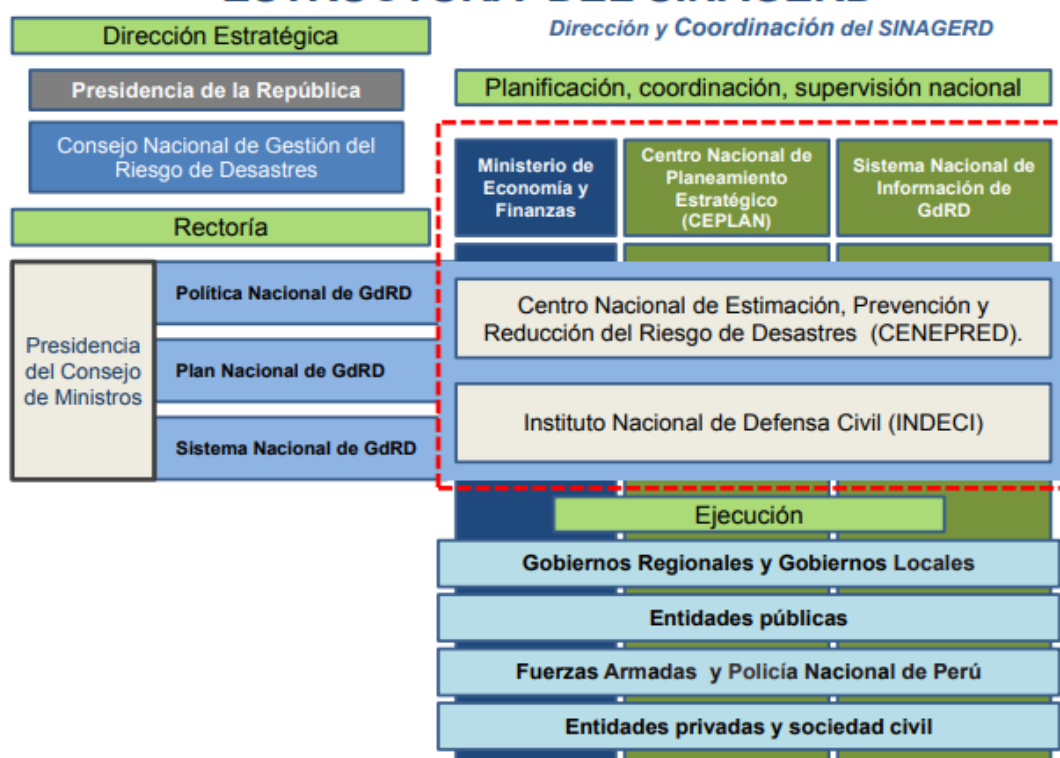 ESTRUCTURA DEL SINAGERD
Dirección y Coordinación del SINAGERD
Dirección Estratégica
Presidencia de la República
Consejo Nacional de Gestión del
Riesgo de Desastres
Rectoría
Presidencia
del Consejo
de Ministros
Política Nacional de GdRD
Plan Nacional de GdRD
Sistema Nacional de GdRD
Planificación, coordinación, supervisión nacional
Ministerio de
Economía y
Finanzas
Centro Nacional de
Planeamiento
Estratégico
(CEPLAN)
Sistema Nacional de
Información de
GdRD
Centro Nacional de Estimación, Prevención y
Reducción del Riesgo de Desastres (CENEPRED).
Instituto Nacional de Defensa Civil (INDECI)
Ejecución
Gobiernos Regionales y Gobiernos Locales
Entidades públicas
Fuerzas Armadas y Policía Nacional de Perú
Entidades privadas y sociedad civil